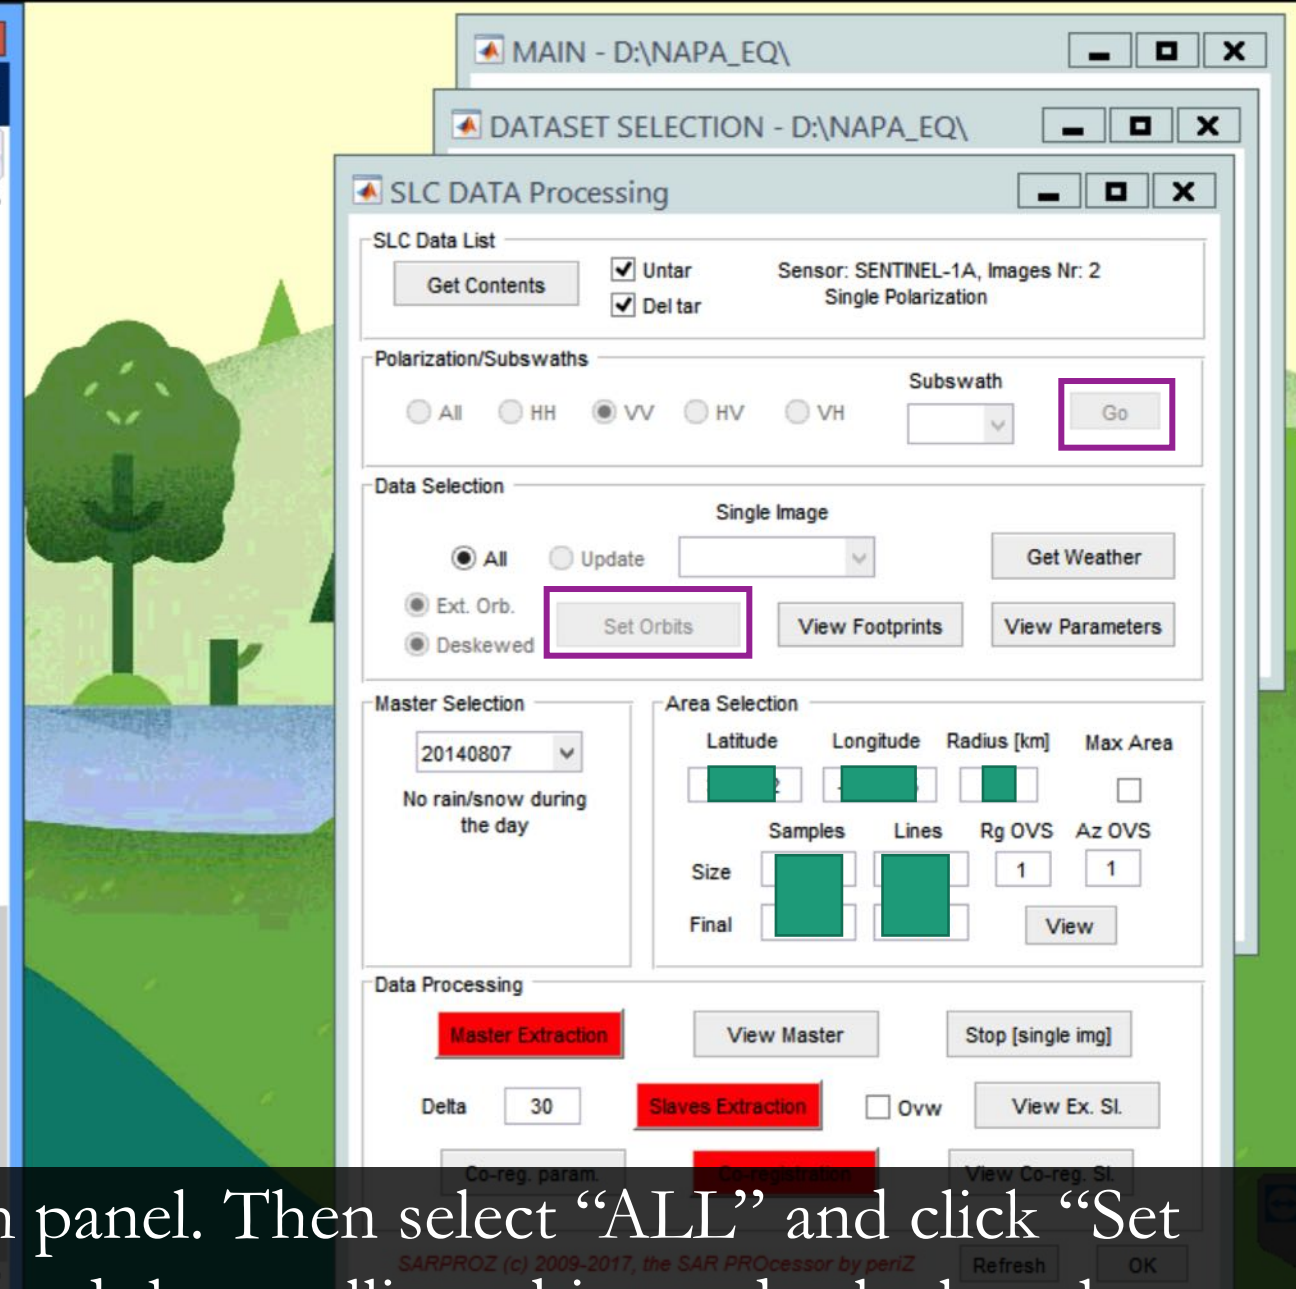 MAIN - D:\NAPA_EQ\
DATASET SELECTION - D:\NAPA_EQ\
SLC DATA Processing
SLC Data List
Get Contents
Untar
Del tar
Sensor: SENTINEL-1A, Images Nr: 2
Single Polarization
Polarization/Subswaths
All HH VV HV VH
Subswath
Go
Data Selection
Single Image
All Update
Get Weather
Ext. Orb.
Deskewed
Set Orbits
View Footprints
View Parameters
Master Selection
20140807
No rain/snow during
the day
Area Selection
Latitude Longitude Radius [km] Max Area
Samples Lines Rg OVS Az OVS
Size 1 1
Final View
Data Processing
Master Extraction View Master Stop [single img]
Delta 30 Slaves Extraction Ovw View Ex. Sl.
Co-reg. param. Co-registration View Co-reg. Sl.
panel. Then select “ALL” and click “Set
SARPROZ (c) 2009-2017, the SAR PROcessor by periZ Refresh OK